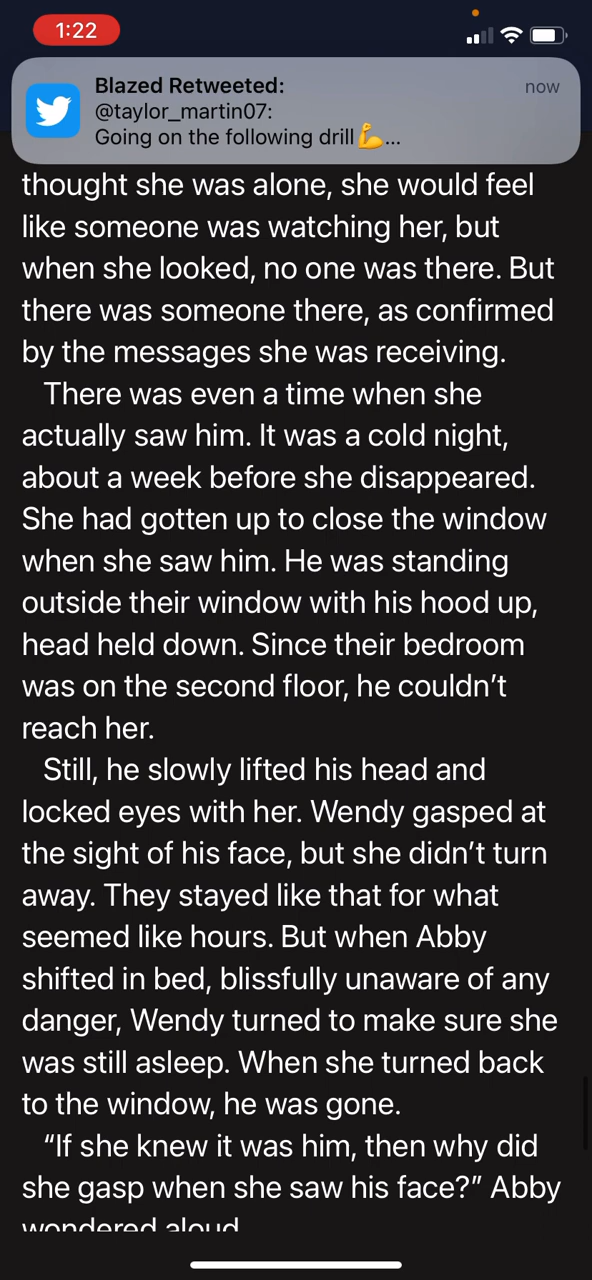 1:22
Blazed Retweeted:
now
@taylor_martin07:
Going on the following drill💪...
thought she was alone, she would feel
like someone was watching her, but
when she looked, no one was there. But
there was someone there, as confirmed
by the messages she was receiving.
There was even a time when she
actually saw him. It was a cold night,
about a week before she disappeared.
She had gotten up to close the window
when she saw him. He was standing
outside their window with his hood up,
head held down. Since their bedroom
was on the second floor, he couldn’t
reach her.
Still, he slowly lifted his head and
locked eyes with her. Wendy gasped at
the sight of his face, but she didn’t turn
away. They stayed like that for what
seemed like hours. But when Abby
shifted in bed, blissfully unaware of any
danger, Wendy turned to make sure she
was still asleep. When she turned back
to the window, he was gone.
“If she knew it was him, then why did
she gasp when she saw his face?” Abby
wondered aloud